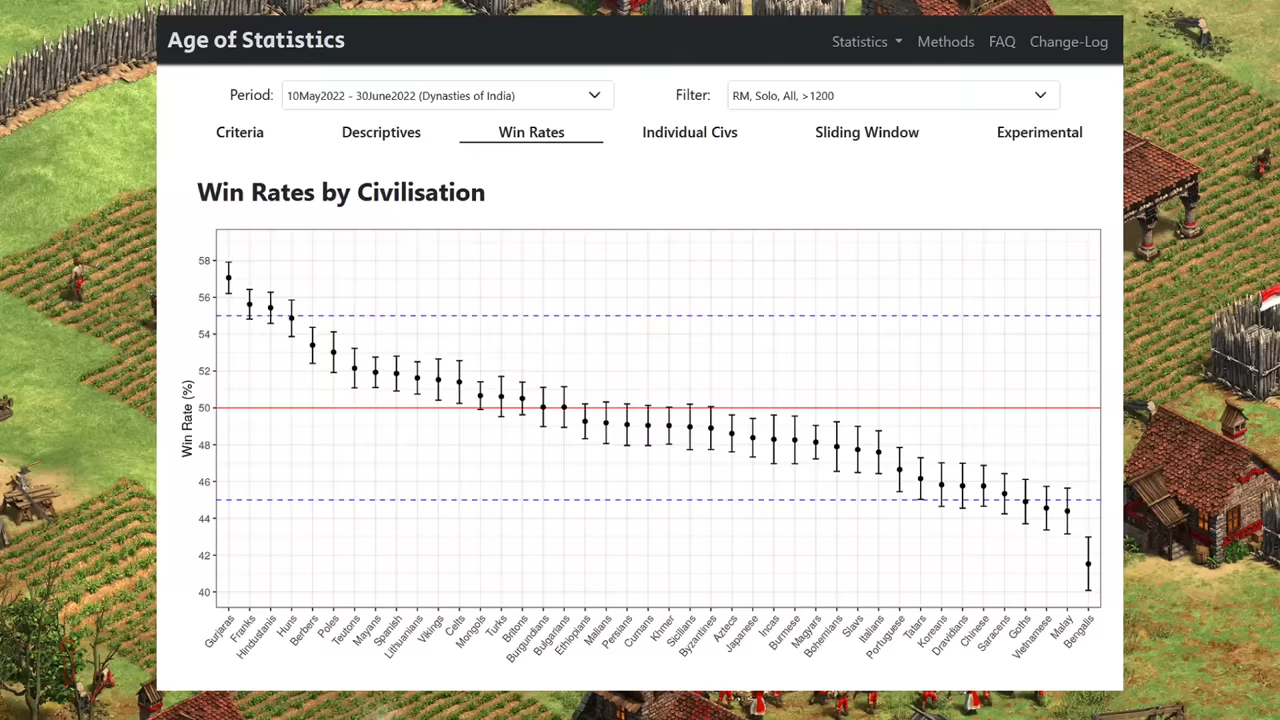 Age of Statistics
Statistics Methods FAQ Change-Log
Period: 10May2022 - 30June2022 (Dynasties of India) Filter: RM, Solo, All, >1200
Criteria Descriptives Win Rates Individual Civs Sliding Window Experimental
Win Rates by Civilisation
58
56
54
52
50
48
46
44
42
40
Win Rate (%)
Gurjaras
Franks
Hindustanis
Huns
Berbers
Poles
Teutons
Mayans
Spanish
Lithuanians
Vikings
Celts
Mongols
Turks
Britons
Burgundians
Bulgarians
Ethiopians
Malians
Persians
Cumans
Khmer
Sicilians
Byzantines
Aztecs
Japanese
Incas
Burmese
Magyars
Bohemians
Slavs
Italians
Portuguese
Tatars
Koreans
Dravidians
Chinese
Saracens
Goths
Vietnamese
Malay
Bengalis